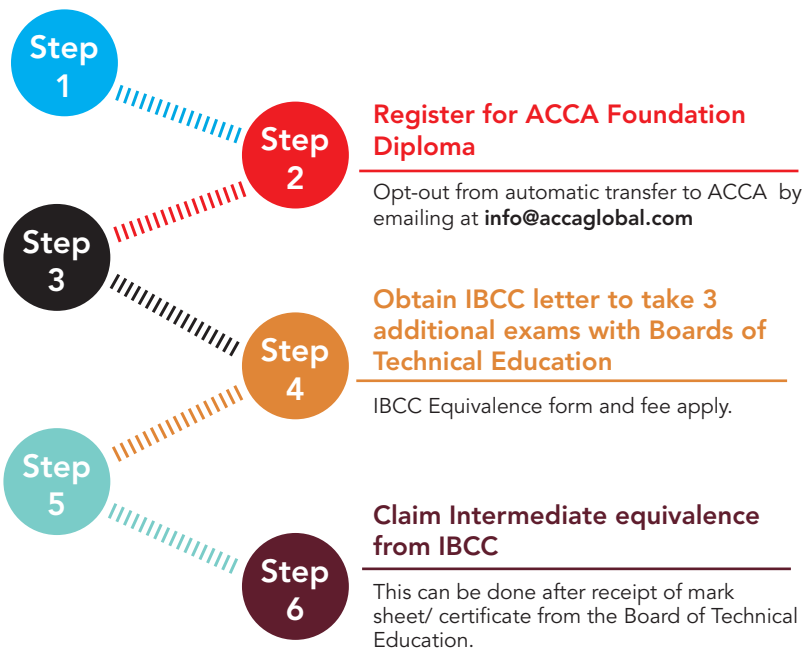 Step
1
Step
2
Register for ACCA Foundation
Diploma
Opt-out from automatic transfer to ACCA by
emailing at info@accaglobal.com
Step
3
Step
4
Obtain IBCC letter to take 3
additional exams with Boards of
Technical Education
IBCC Equivalence form and fee apply.
Step
5
Step
6
Claim Intermediate equivalence
from IBCC
This can be done after receipt of mark
sheet/ certificate from the Board of Technical
Education.